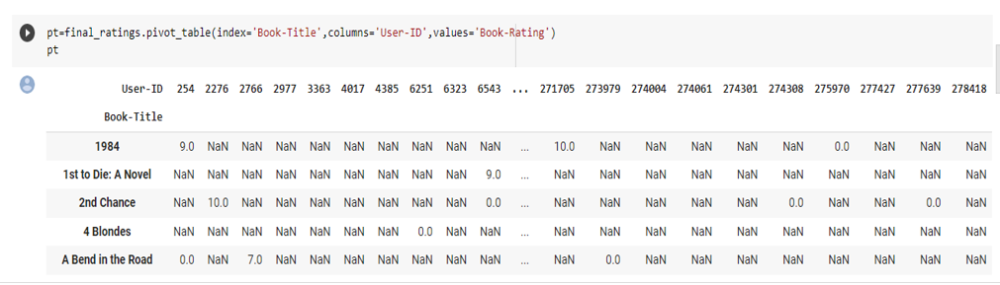 pt=final_ratings.pivot_table(index='Book-Title',columns='User-ID',values='Book-Rating')
pt
User-ID 254 2276 2766 2977 3363 4017 4385 6251 6323 6543 ... 271705 273979 274004 274061 274301 274308 275970 277427 277639 278418
Book-Title
1984 9.0 NaN NaN NaN NaN NaN NaN NaN NaN NaN ... 10.0 NaN NaN NaN NaN NaN 0.0 NaN NaN NaN
1st to Die: A Novel NaN NaN NaN NaN NaN NaN NaN NaN NaN 9.0 ... NaN NaN NaN NaN NaN NaN NaN NaN NaN NaN
2nd Chance NaN 10.0 NaN NaN NaN NaN NaN NaN NaN 0.0 ... NaN NaN NaN NaN NaN 0.0 NaN NaN 0.0 NaN
4 Blondes NaN NaN NaN NaN NaN NaN NaN 0.0 NaN NaN ... NaN NaN NaN NaN NaN NaN NaN NaN NaN NaN
A Bend in the Road 0.0 NaN 7.0 NaN NaN NaN NaN NaN NaN NaN ... NaN 0.0 NaN NaN NaN NaN NaN NaN NaN NaN